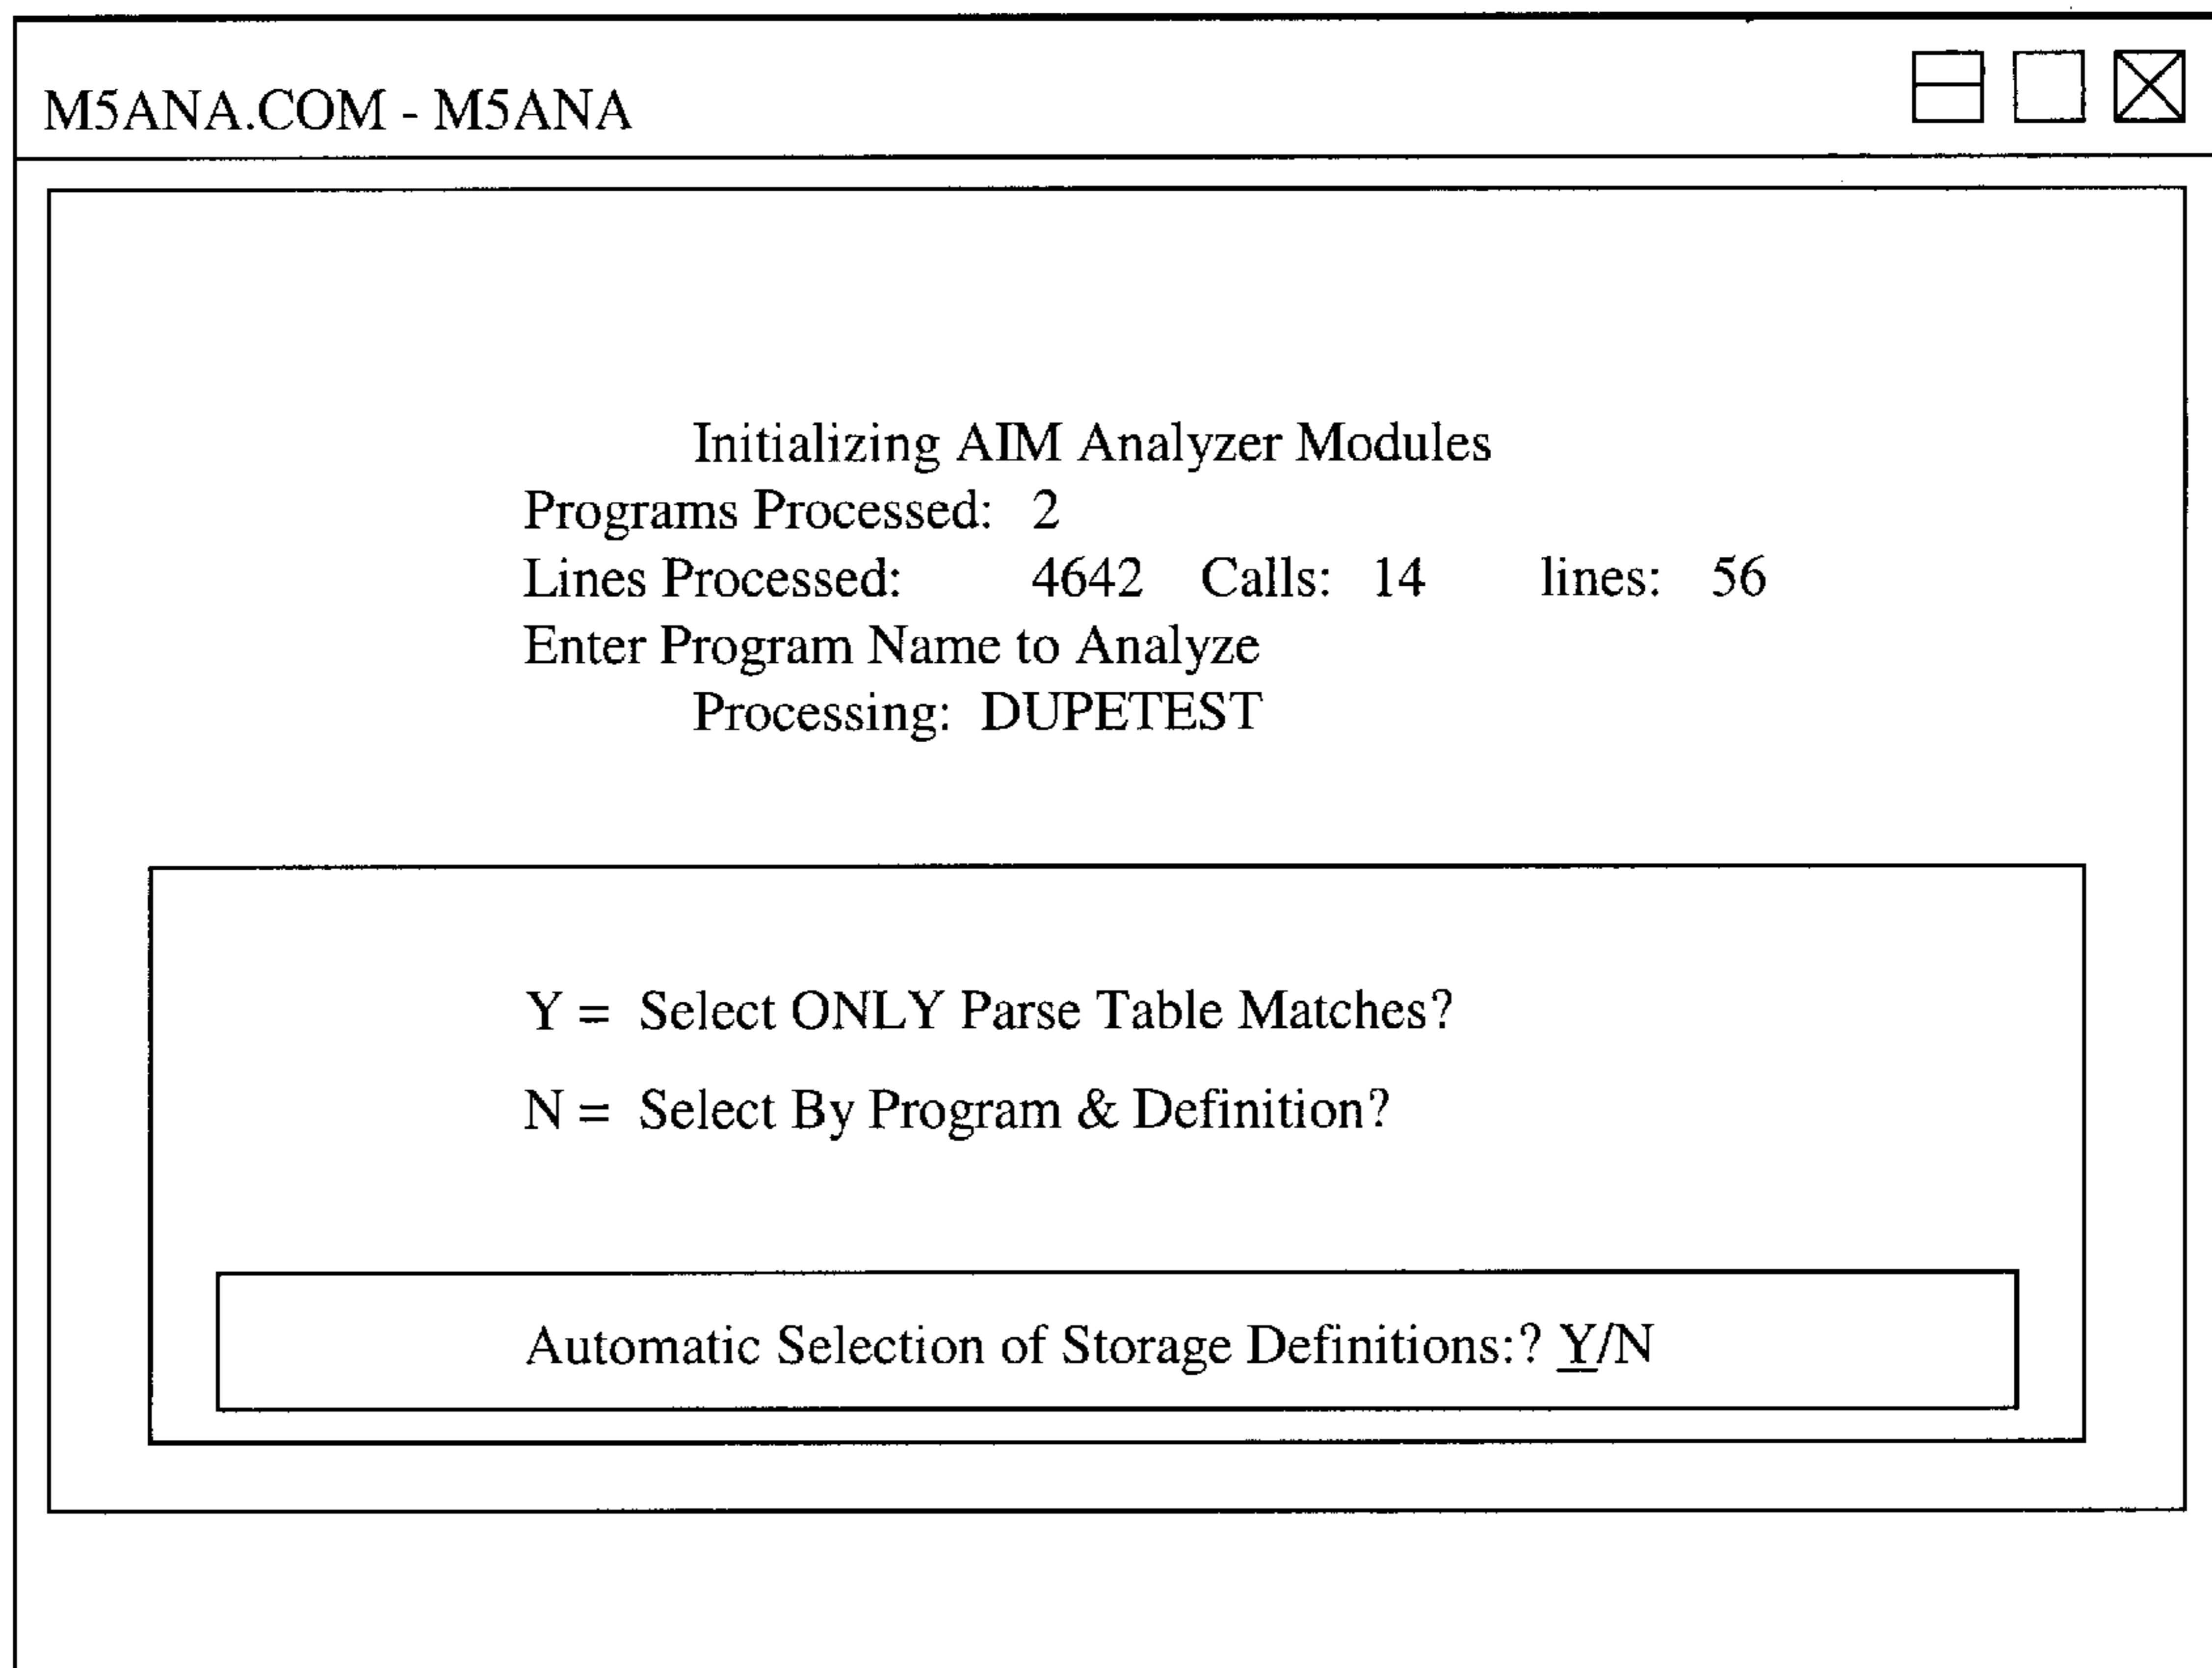 M5ANA.COM - M5ANA
Initializing AIM Analyzer Modules
Programs Processed: 2
Lines Processed: 4642 Calls: 14 lines: 56
Enter Program Name to Analyze
Processing: DUPETEST
Y = Select ONLY Parse Table Matches?
N = Select By Program & Definition?
Automatic Selection of Storage Definitions:? Y/N